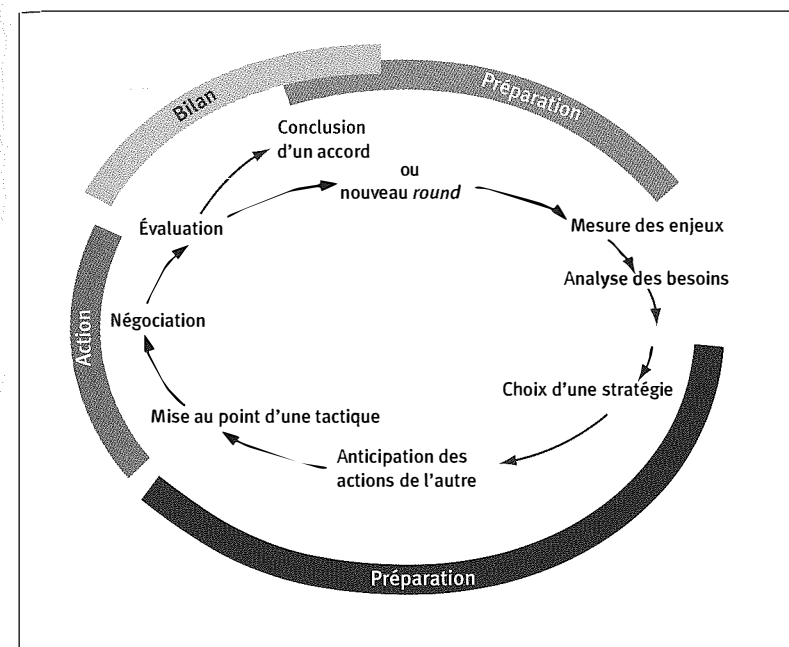 Bilan
Préparation
Conclusion
d'un accord
ou
nouveau round
Évaluation
Mesure des enjeux
Analyse des besoins
Négociation
Action
Choix d'une stratégie
Mise au point d'une tactique
Anticipation des
actions de l'autre
Préparation